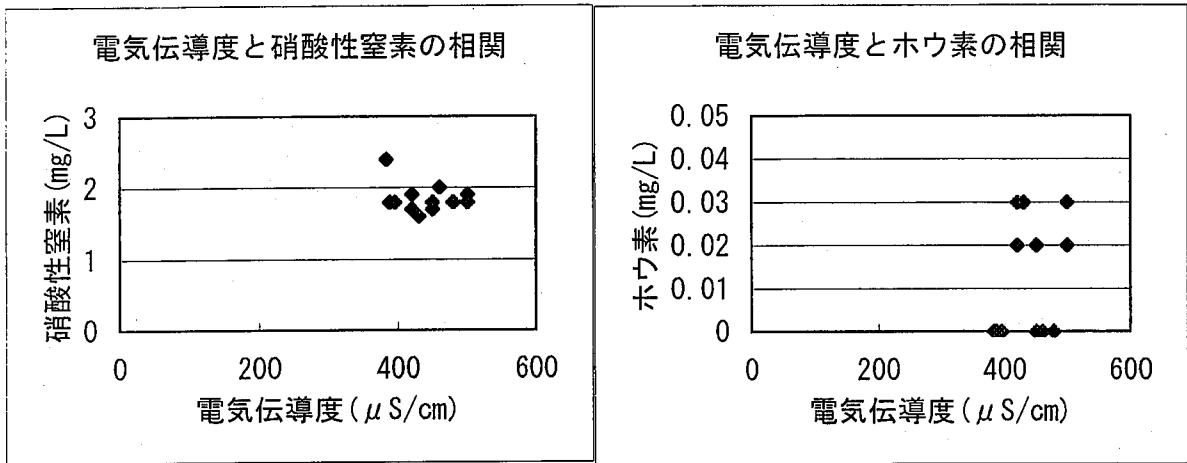 電気伝導度と硝酸性窒素の相関
硝酸性窒素(mg/L)
3
2
1
0
0 200 400 600
電気伝導度(μS/cm)
電気伝導度とホウ素の相関
ホウ素(mg/L)
0.05
0.04
0.03
0.02
0.01
0
0 200 400 600
電気伝導度(μS/cm)